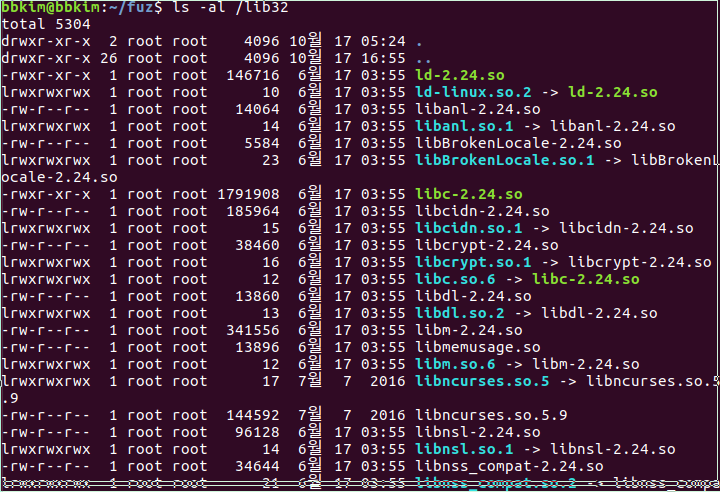 bbkim@bbkim:~/fuz$ ls -al /lib32
total 5304
drwxr-xr-x  2 root root    4096 10월 17 05:24 .
drwxr-xr-x 26 root root    4096 10월 17 16:55 ..
-rwxr-xr-x  1 root root  146716  6월 17 03:55 ld-2.24.so
lrwxrwxrwx  1 root root      10  6월 17 03:55 ld-linux.so.2 -> ld-2.24.so
-rw-r--r--  1 root root   14064  6월 17 03:55 libanl-2.24.so
lrwxrwxrwx  1 root root      14  6월 17 03:55 libanl.so.1 -> libanl-2.24.so
-rw-r--r--  1 root root    5584  6월 17 03:55 libBrokenLocale-2.24.so
lrwxrwxrwx  1 root root      23  6월 17 03:55 libBrokenLocale.so.1 -> libBrokenL
ocale-2.24.so
-rwxr-xr-x  1 root root 1791908  6월 17 03:55 libc-2.24.so
-rw-r--r--  1 root root  185964  6월 17 03:55 libcidn-2.24.so
lrwxrwxrwx  1 root root      15  6월 17 03:55 libcidn.so.1 -> libcidn-2.24.so
-rw-r--r--  1 root root   38460  6월 17 03:55 libcrypt-2.24.so
lrwxrwxrwx  1 root root      16  6월 17 03:55 libcrypt.so.1 -> libcrypt-2.24.so
lrwxrwxrwx  1 root root      12  6월 17 03:55 libc.so.6 -> libc-2.24.so
-rw-r--r--  1 root root   13860  6월 17 03:55 libdl-2.24.so
lrwxrwxrwx  1 root root      13  6월 17 03:55 libdl.so.2 -> libdl-2.24.so
-rw-r--r--  1 root root  341556  6월 17 03:55 libm-2.24.so
-rw-r--r--  1 root root   13896  6월 17 03:55 libmemusage.so
lrwxrwxrwx  1 root root      12  6월 17 03:55 libm.so.6 -> libm-2.24.so
lrwxrwxrwx  1 root root      17  7월  7  2016 libncurses.so.5 -> libncurses.so.5
.9
-rw-r--r--  1 root root  144592  7월  7  2016 libncurses.so.5.9
-rw-r--r--  1 root root   96128  6월 17 03:55 libnsl-2.24.so
lrwxrwxrwx  1 root root      14  6월 17 03:55 libnsl.so.1 -> libnsl-2.24.so
-rw-r--r--  1 root root   34644  6월 17 03:55 libnss_compat-2.24.so
lrwxrwxrwx  1 root root      21  6월 17 03:55 libnss_compat.so.2 -> libnss_compa